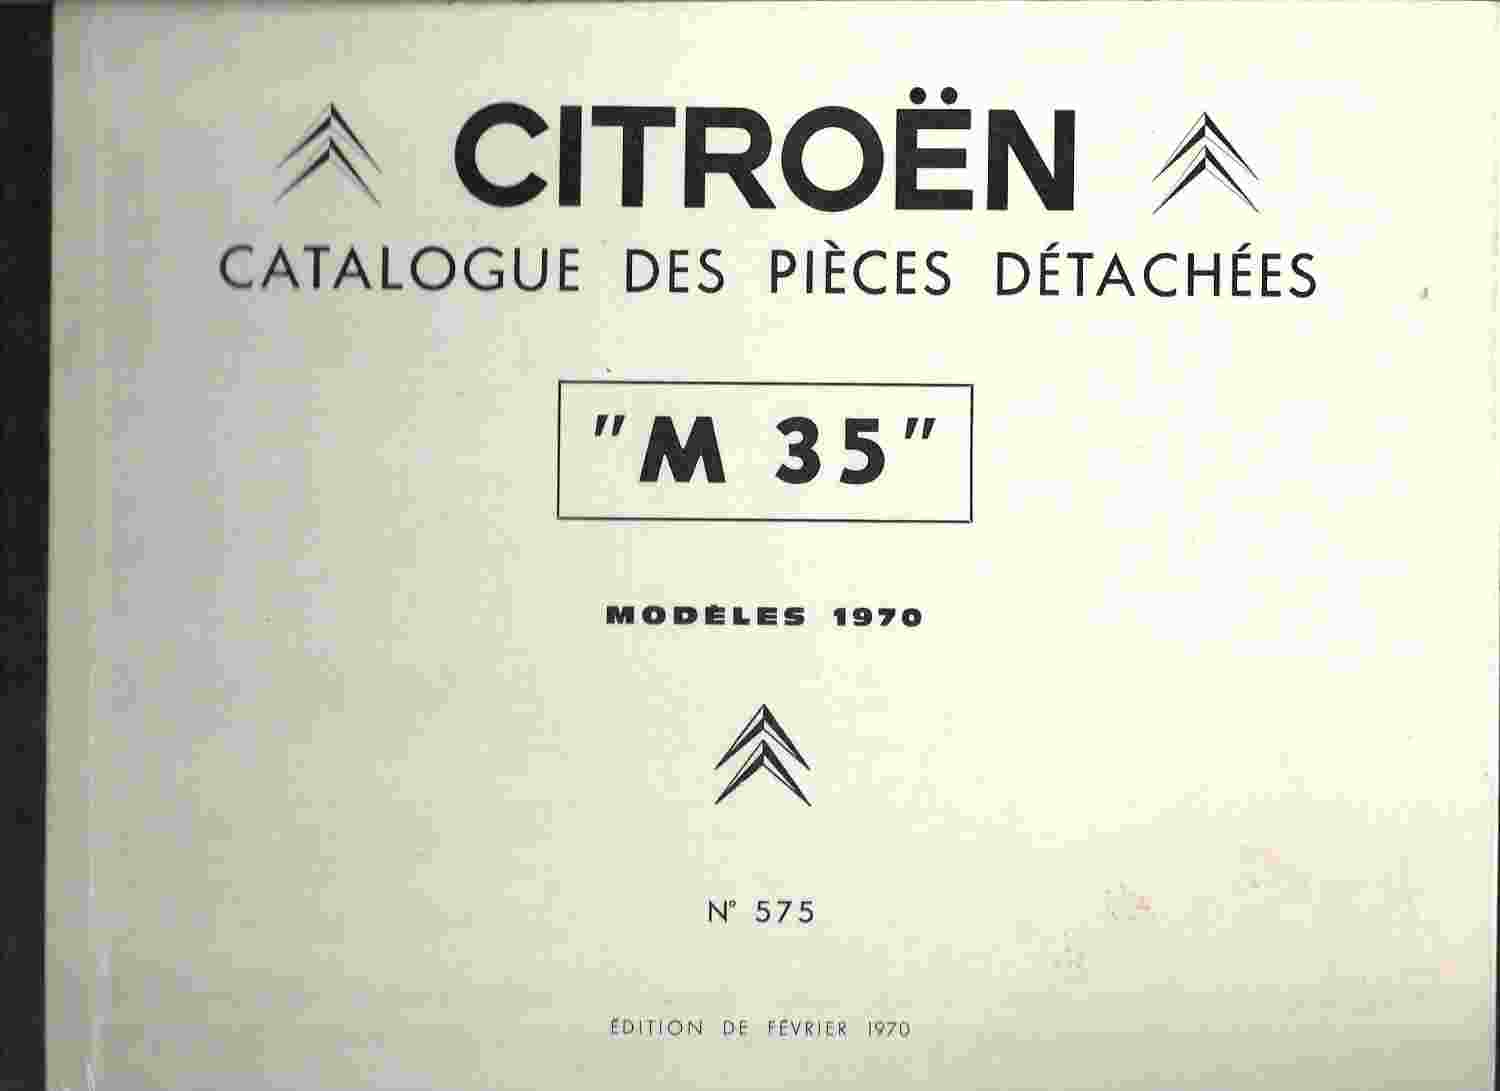 CITROËN
CATALOGUE DES PIÈCES DÉTACHÉES
"M 35"
MODÈLES 1970
N° 575
ÉDITION DE FÉVRIER 1970